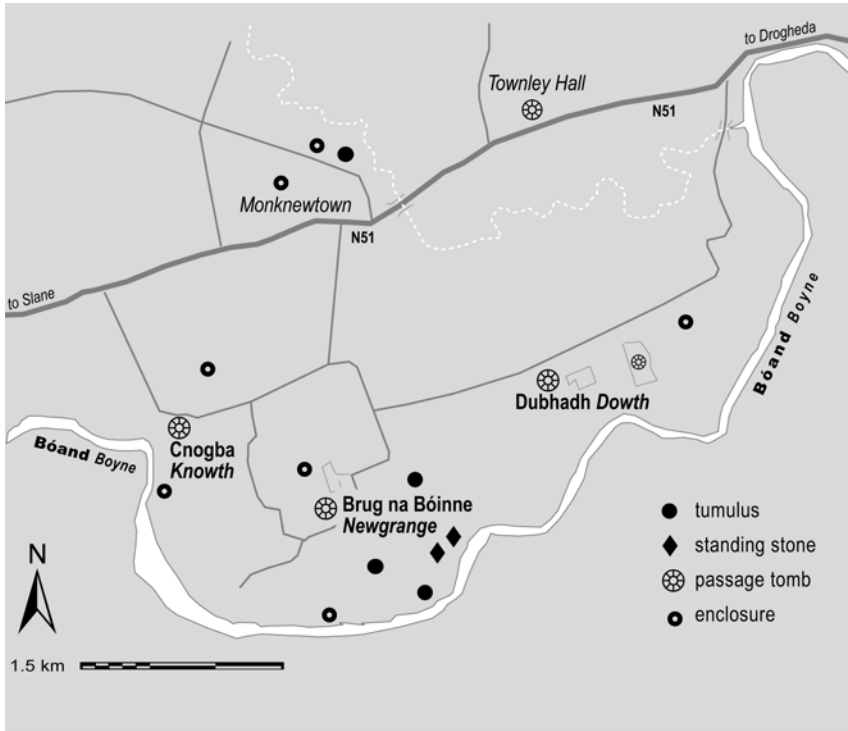 to Drogheda
Townley Hall
N51
Monknewtown
N51
to Slane
Bóand Boyne
Dubhadh Dowth
Cnogba
Knowth
Bóand Boyne
Brug na Bóinne
Newgrange
tumulus
standing stone
passage tomb
enclosure
N
1.5 km